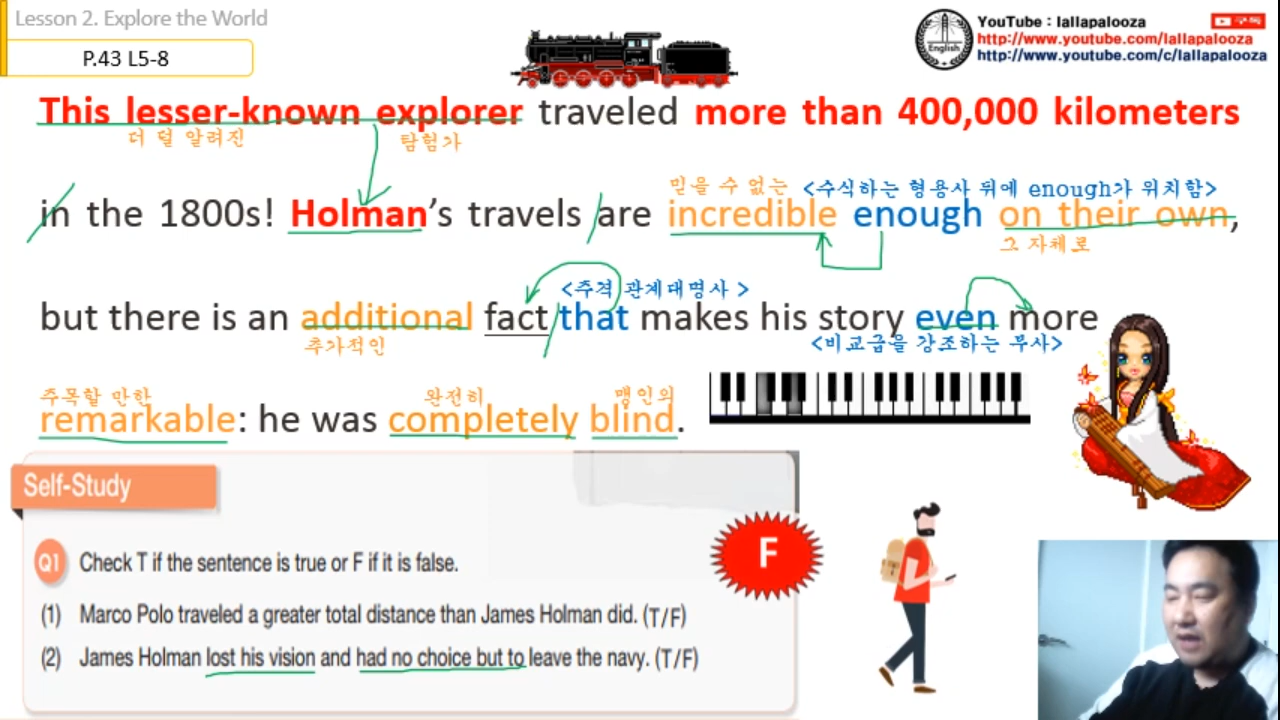 Lesson 2. Explore the World
P.43 L5-8
English
YouTube : lallapalooza
구독
http://www.youtube.com/lallapalooza
http://www.youtube.com/c/lallapalooza
This lesser-known explorer traveled more than 400,000 kilometers
더 덜 알려진 탐험가
믿을 수 없는 <수식하는 형용사 뒤에 enough가 위치함>
in the 1800s! Holman’s travels are incredible enough on their own,
그 자체로
<주격 관계대명사 >
but there is an additional fact that makes his story even more
추가적인 <비교급을 강조하는 부사>
주목할 만한 완전히 맹인의
remarkable: he was completely blind.
Self-Study
F
Q1 Check T if the sentence is true or F if it is false.
(1) Marco Polo traveled a greater total distance than James Holman did. (T/F)
(2) James Holman lost his vision and had no choice but to leave the navy. (T/F)